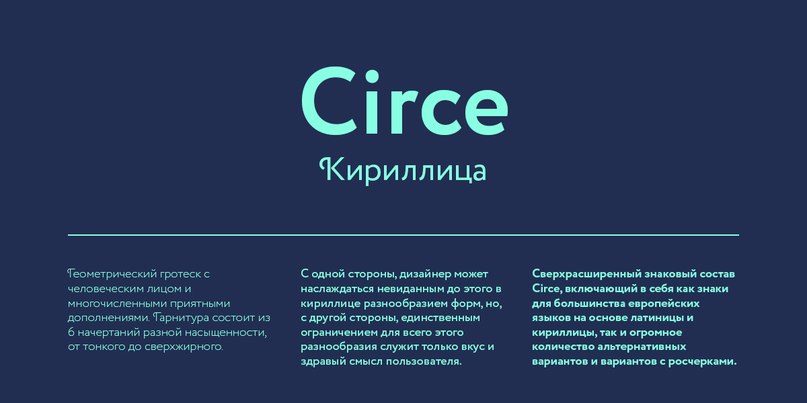 Circe
Кириллица
Геометрический гротеск с
человеческим лицом и
многочисленными приятными
дополнениями. Гарнитура состоит из
6 начертаний разной насыщенности,
от тонкого до сверхжирного.
С одной стороны, дизайнер может
наслаждаться невиданным до этого в
кириллице разнообразием форм, но,
с другой стороны, единственным
ограничением для всего этого
разнообразия служит только вкус и
здравый смысл пользователя.
Сверхрасширенный знаковый состав
Circe, включающий в себя как знаки
для большинства европейских
языков на основе латиницы и
кириллицы, так и огромное
количество альтернативных
вариантов и вариантов с росчерками.